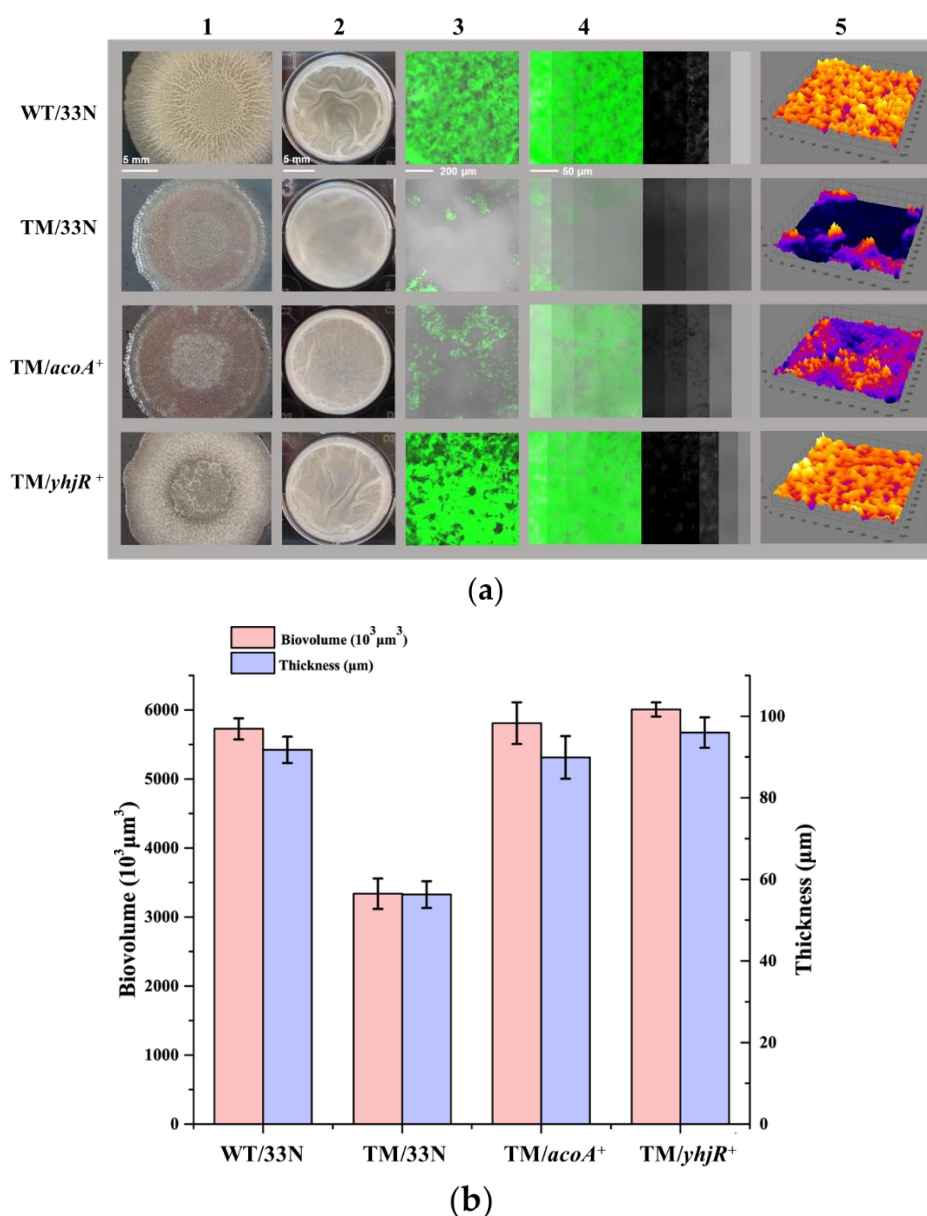 1 2 3 4 5
WT/33N
5 mm 5 mm 200 µm 50 µm
TM/33N
TM/acoA⁺
TM/yhjR ⁺
(a)
Biovolume (10³µm³)
Thickness (µm)
6000 100
5000 80
4000 60
3000 40
2000 20
1000
0 0
Biovolume (10³µm³)
Thickness (µm)
WT/33N TM/33N TM/acoA⁺ TM/yhjR⁺
(b)